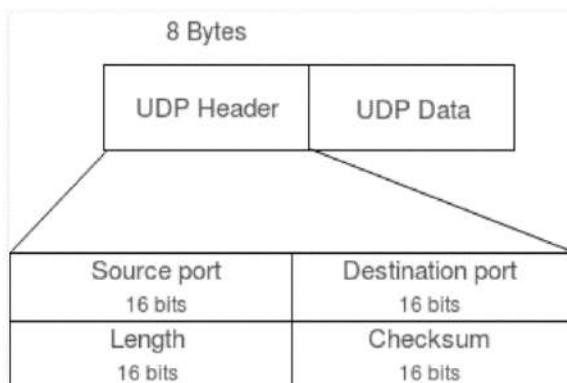 8 Bytes
UDP Header UDP Data
Source port Destination port
16 bits 16 bits
Length Checksum
16 bits 16 bits